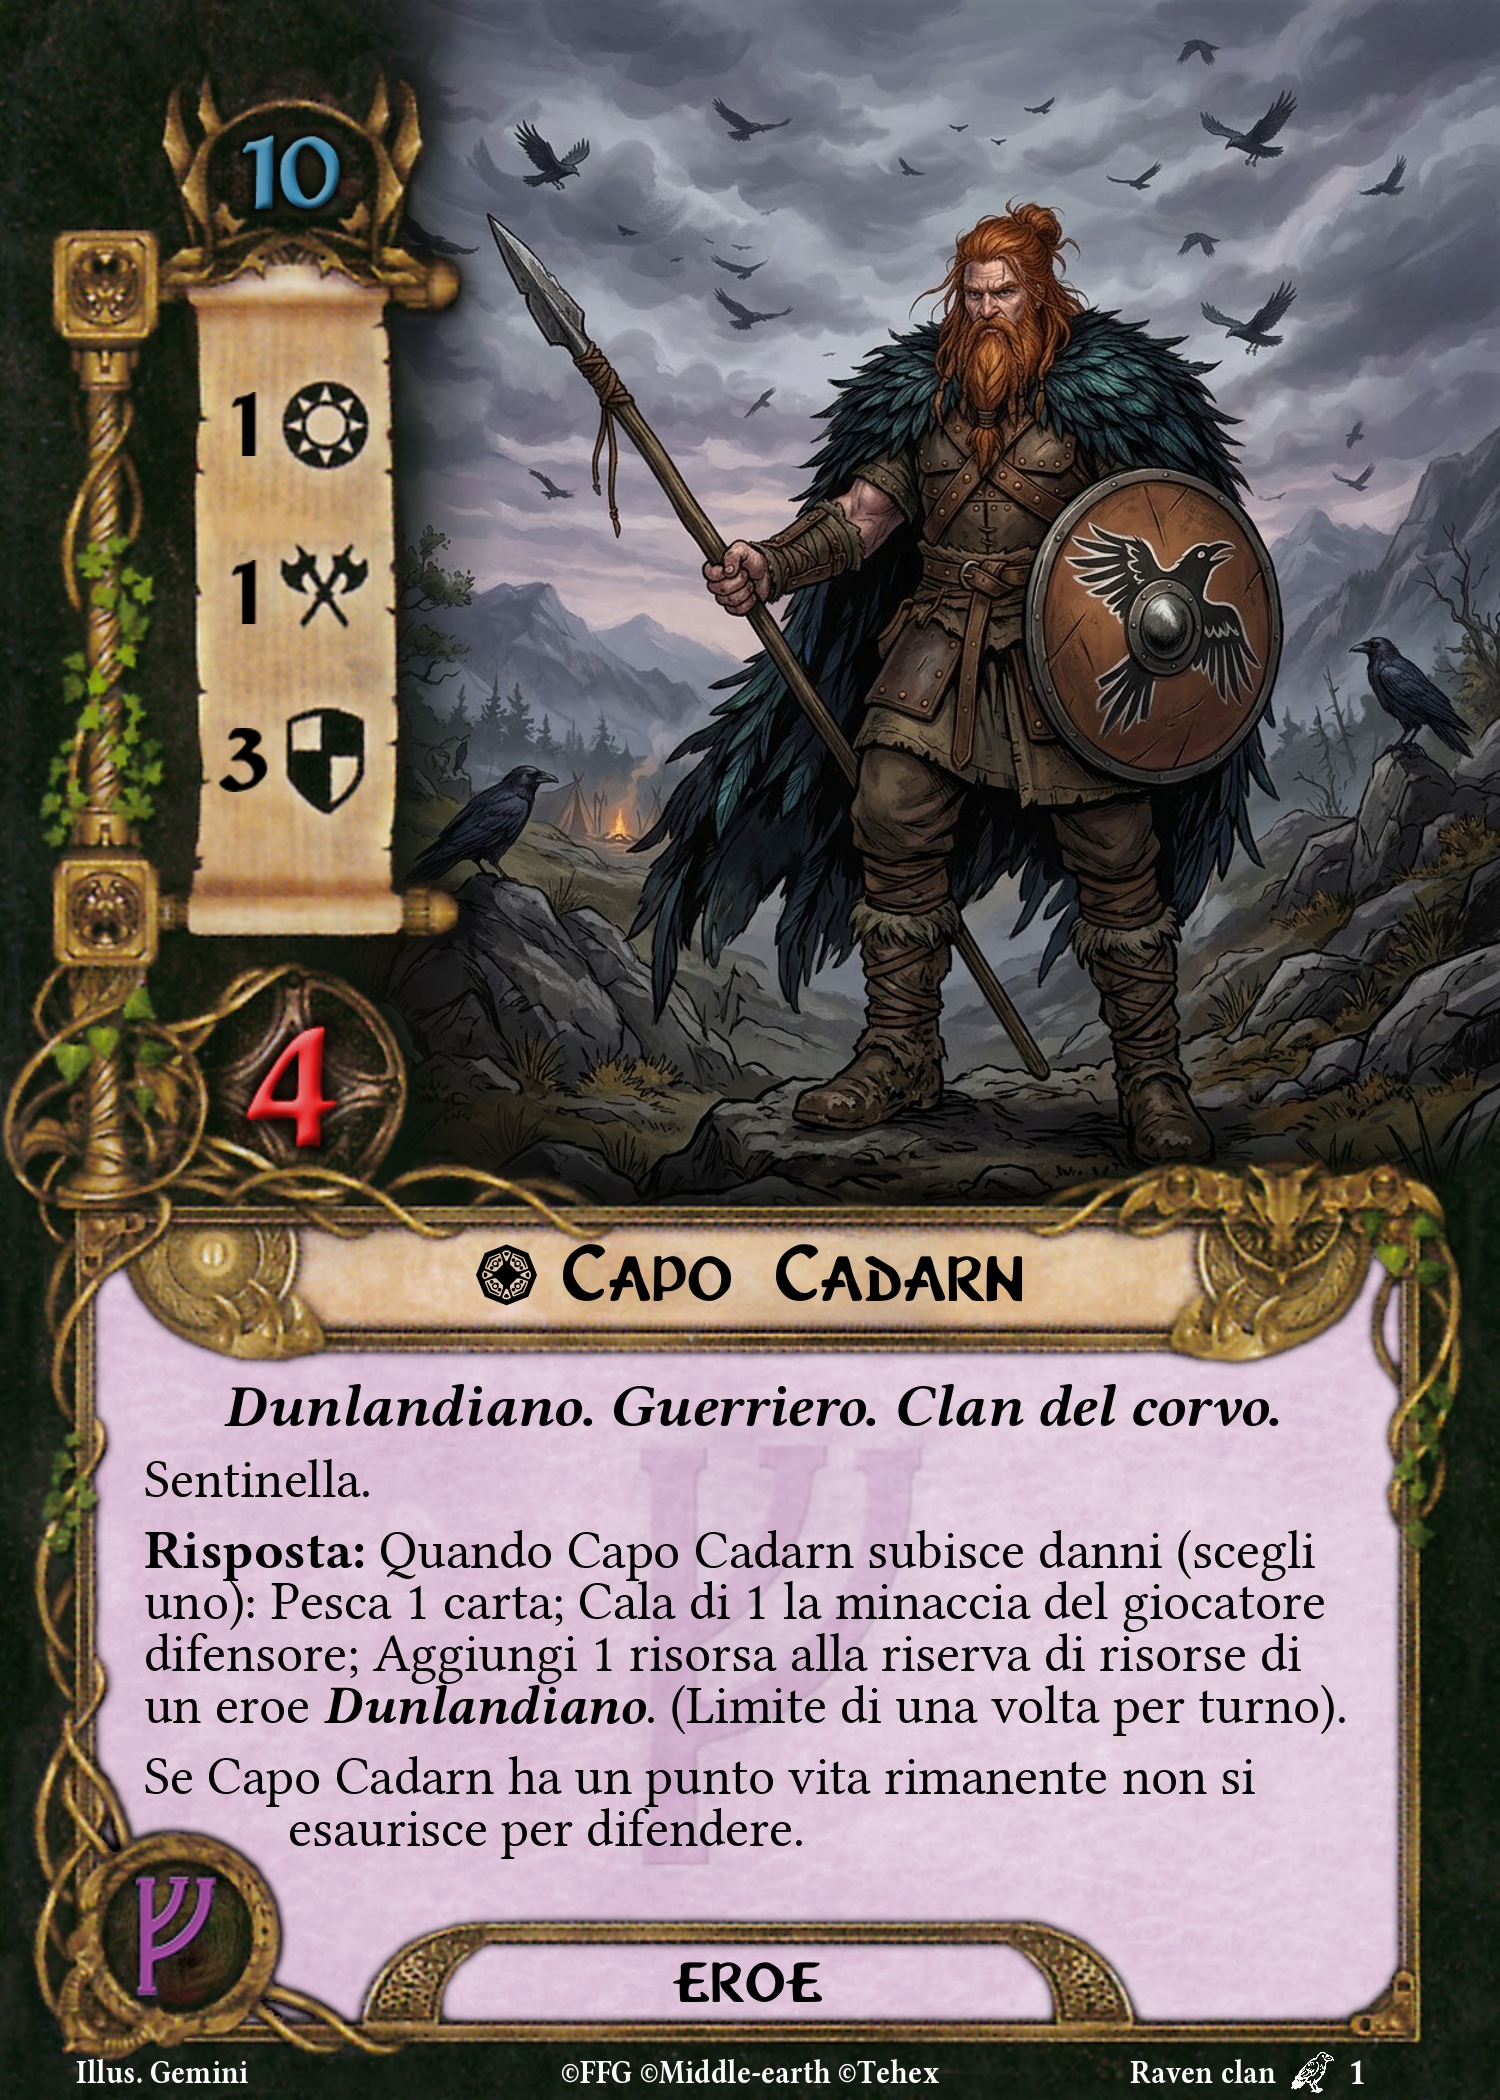 10
1
1
3
4
Capo Cadarn
Dunlandiano. Guerriero. Clan del corvo.
Sentinella.
Risposta: Quando Capo Cadarn subisce danni (scegli
uno): Pesca 1 carta; Cala di 1 la minaccia del giocatore
difensore; Aggiungi 1 risorsa alla riserva di risorse di
un eroe Dunlandiano. (Limite di una volta per turno).
Se Capo Cadarn ha un punto vita rimanente non si
esaurisce per difendere.
EROE
Illus. Gemini ©FFG ©Middle-earth ©Tehex Raven clan 1